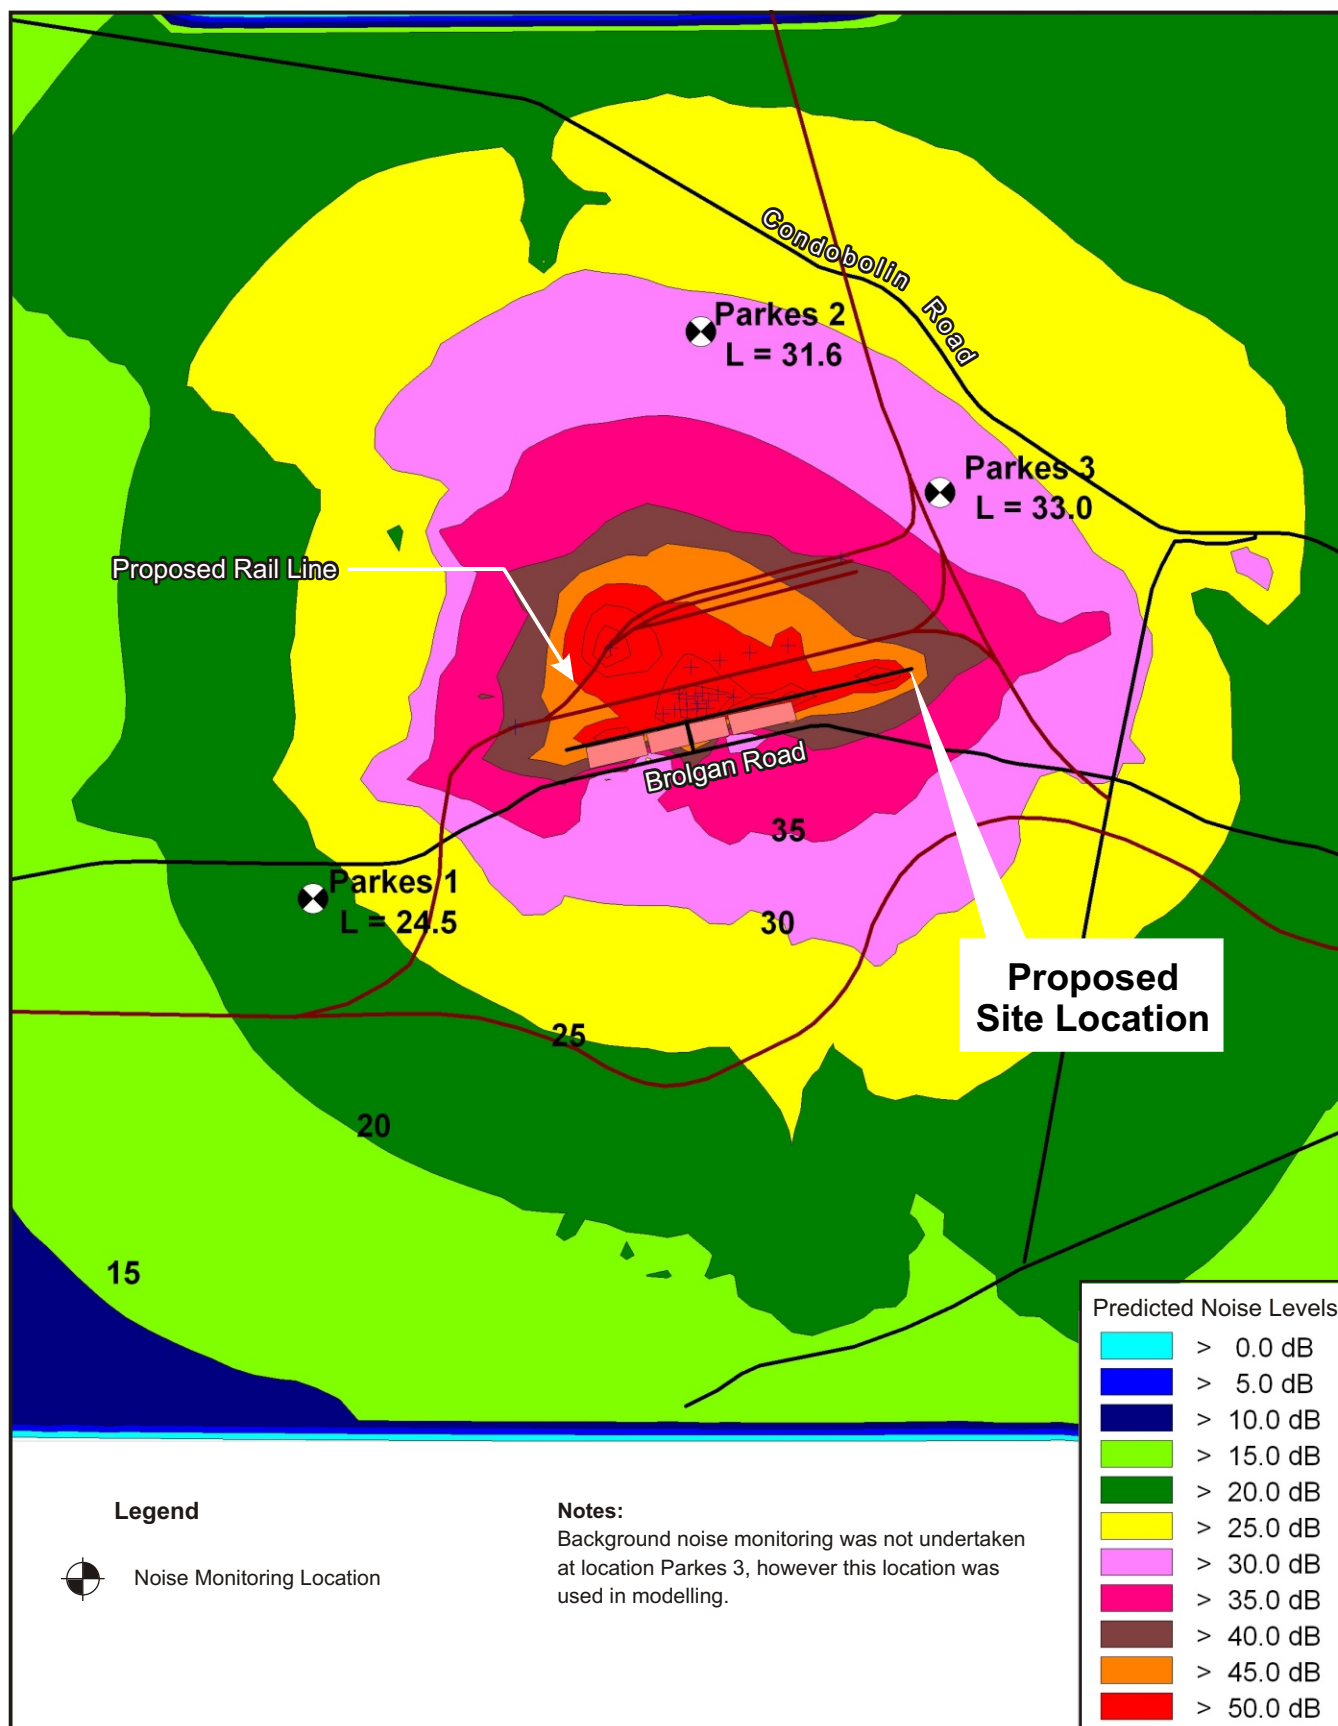 Condobolin Road
Parkes 2
L = 31.6
Parkes 3
L = 33.0
Proposed Rail Line
Brolgan Road
35
Parkes 1
L = 24.5
30
Proposed
Site Location
25
20
15
Predicted Noise Levels
> 0.0 dB
> 5.0 dB
> 10.0 dB
> 15.0 dB
> 20.0 dB
> 25.0 dB
> 30.0 dB
> 35.0 dB
> 40.0 dB
> 45.0 dB
> 50.0 dB
Legend
Noise Monitoring Location
Notes:
Background noise monitoring was not undertaken
at location Parkes 3, however this location was
used in modelling.